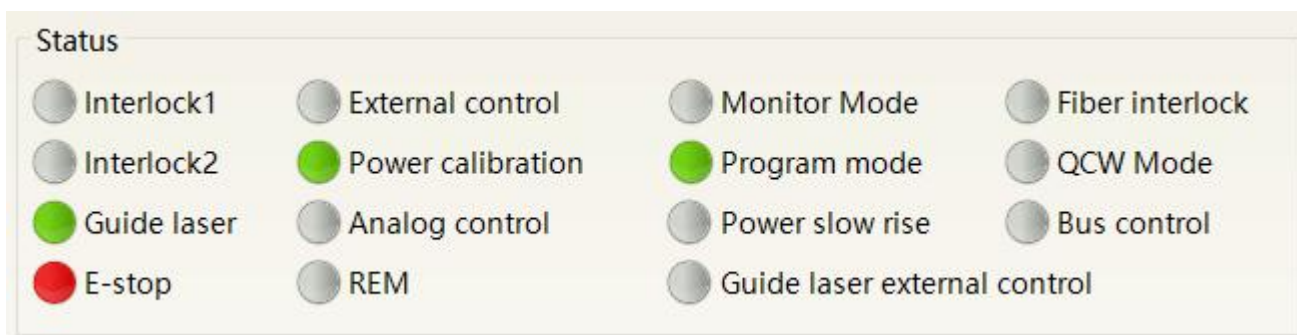 Status
Interlock1 External control Monitor Mode Fiber interlock
Interlock2 Power calibration Program mode QCW Mode
Guide laser Analog control Power slow rise Bus control
E-stop REM Guide laser external control